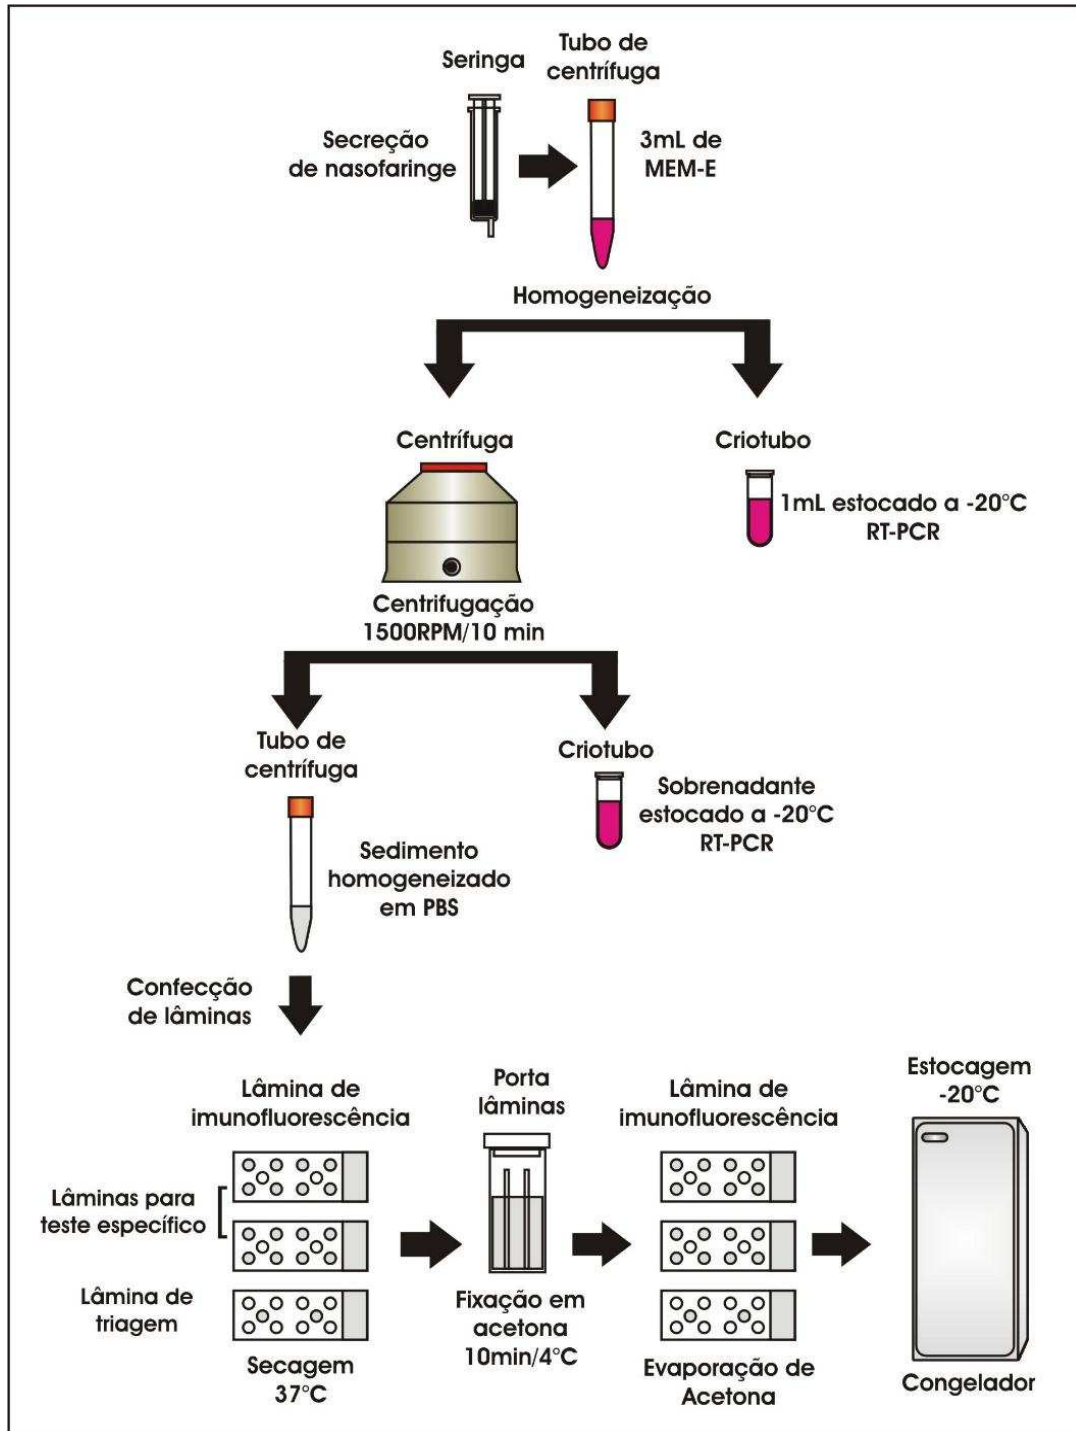 Seringa
Tubo de
centrífuga
Secreção
de nasofaringe
3mL de
MEM-E
Homogeneização
Centrífuga
Criotubo
1mL estocado a -20°C
RT-PCR
Centrifugação
1500RPM/10 min
Tubo de
centrífuga
Criotubo
Sobrenadante
estocado a -20°C
RT-PCR
Sedimento
homogeneizado
em PBS
Confecção
de lâminas
Lâmina de
imunofluorescência
Porta
lâminas
Lâmina de
imunofluorescência
Estocagem
-20°C
Lâminas para
teste específico
Lâmina de
triagem
Secagem
37°C
Fixação em
acetona
10min/4°C
Evaporação de
Acetona
Congelador